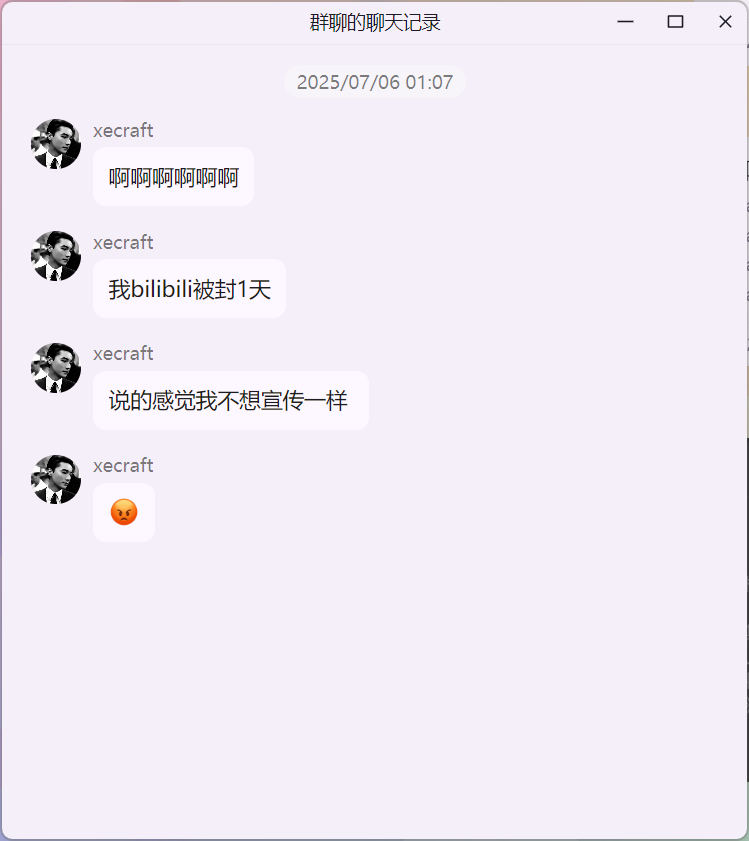 群聊的聊天记录
2025/07/06 01:07
xecraft
啊啊啊啊啊啊
xecraft
我bilibili被封1天
xecraft
说的感觉我不想宣传一样
xecraft
😡